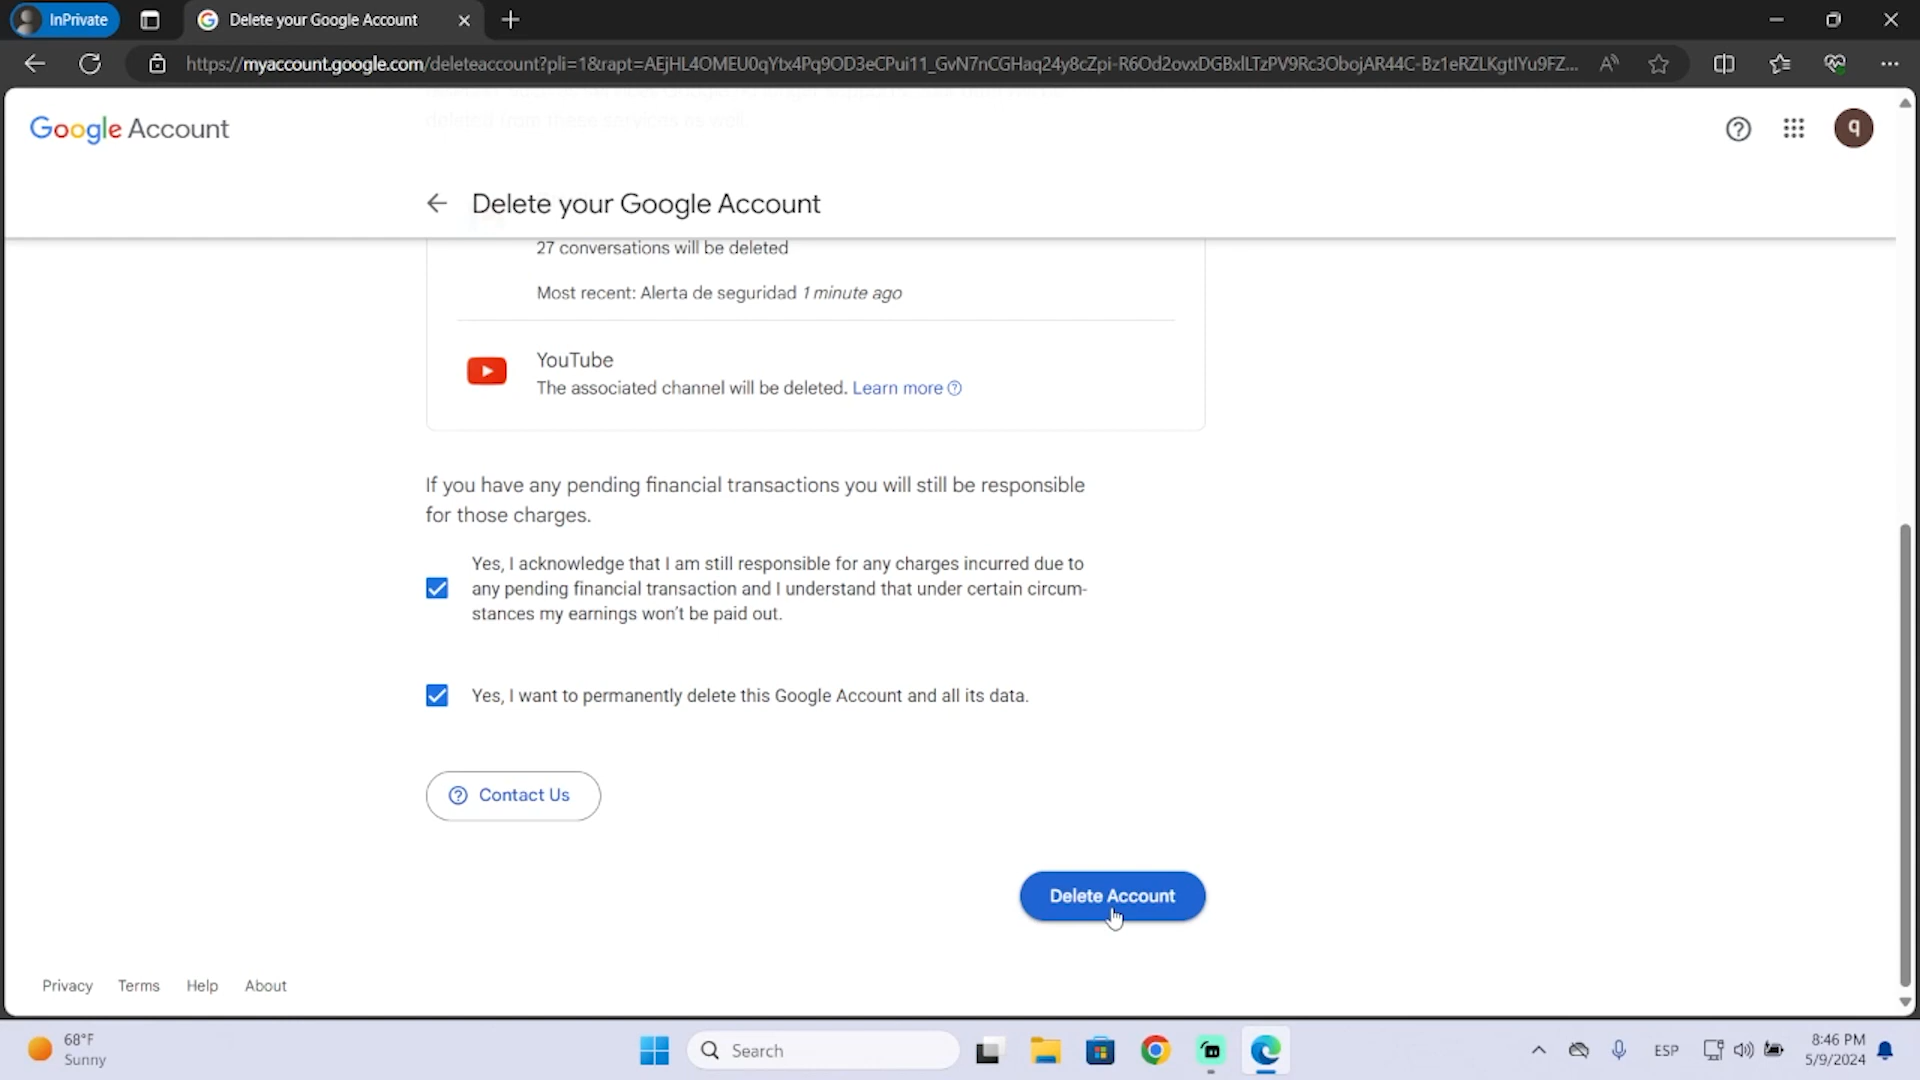 InPrivate
Delete your Google Account
https://myaccount.google.com/deleteaccount?pli=1&rapt=AEjHL4OMEU0qYtx4Pq9OD3eCPui11_GvN7nCGHaq24y8cZpi-R6Od2ovxDGBxlLTzPV9Rc3ObojAR44C-Bz1eRZLKgtIYu9FZ...
Google Account
deleted from these services as well.
q
Delete your Google Account
27 conversations will be deleted
Most recent: Alerta de seguridad 1 minute ago
YouTube
The associated channel will be deleted. Learn more
If you have any pending financial transactions you will still be responsible
for those charges.
Yes, I acknowledge that I am still responsible for any charges incurred due to
any pending financial transaction and I understand that under certain circum-
stances my earnings won't be paid out.
Yes, I want to permanently delete this Google Account and all its data.
Contact Us
Delete Account
Privacy Terms Help About
68°F
Sunny
Search
ESP
8:46 PM
5/9/2024